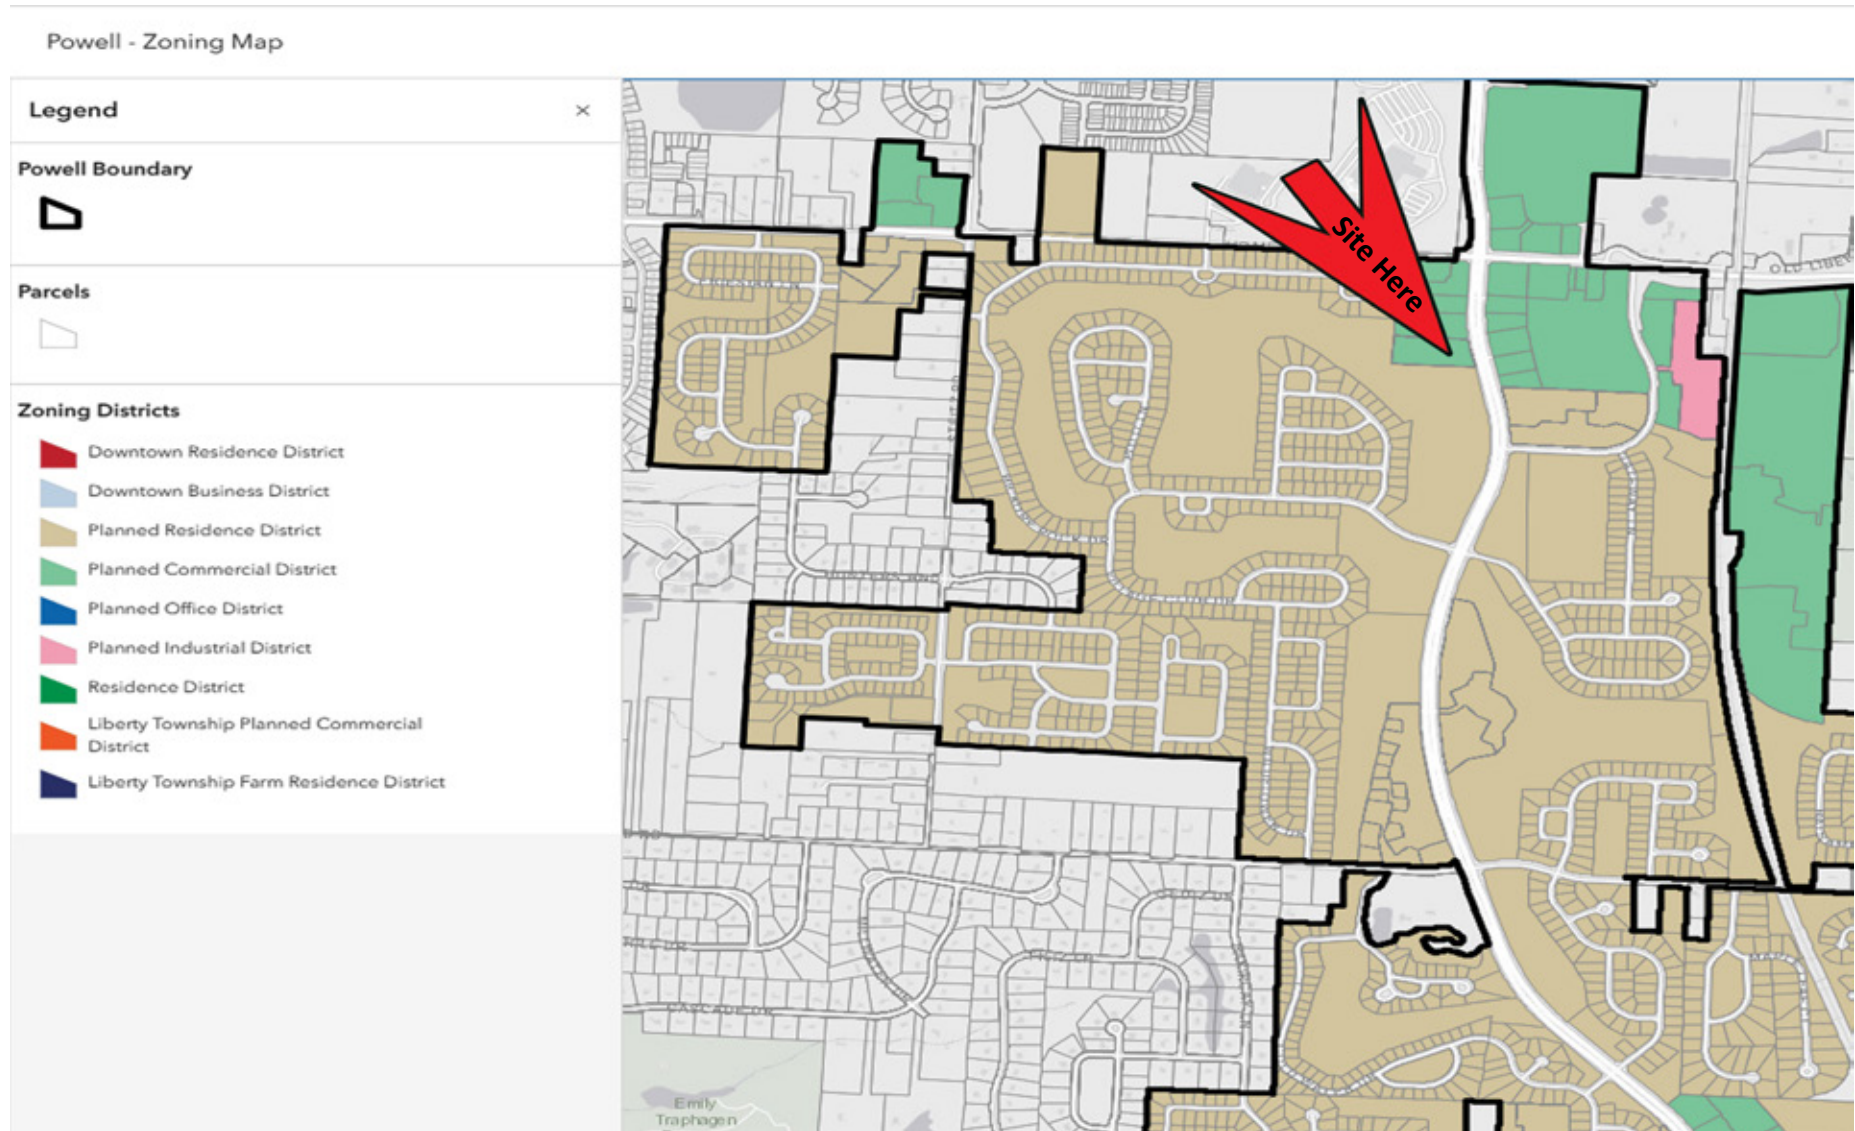 Powell - Zoning Map
Legend
×
Powell Boundary
Parcels
Zoning Districts
Downtown Residence District
Downtown Business District
Planned Residence District
Planned Commercial District
Planned Office District
Planned Industrial District
Residence District
Liberty Township Planned Commercial
District
Liberty Township Farm Residence District
Site Here
Emily
Traphagen